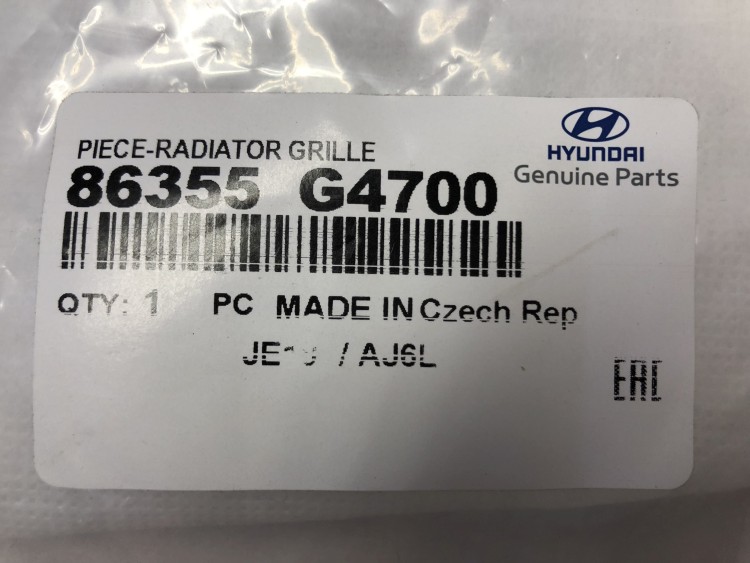 PIECE-RADIATOR GRILLE
86355 G4700
HYUNDAI
Genuine Parts
QTY: 1 PC MADE IN Czech Rep
/ AJ6L
EAC